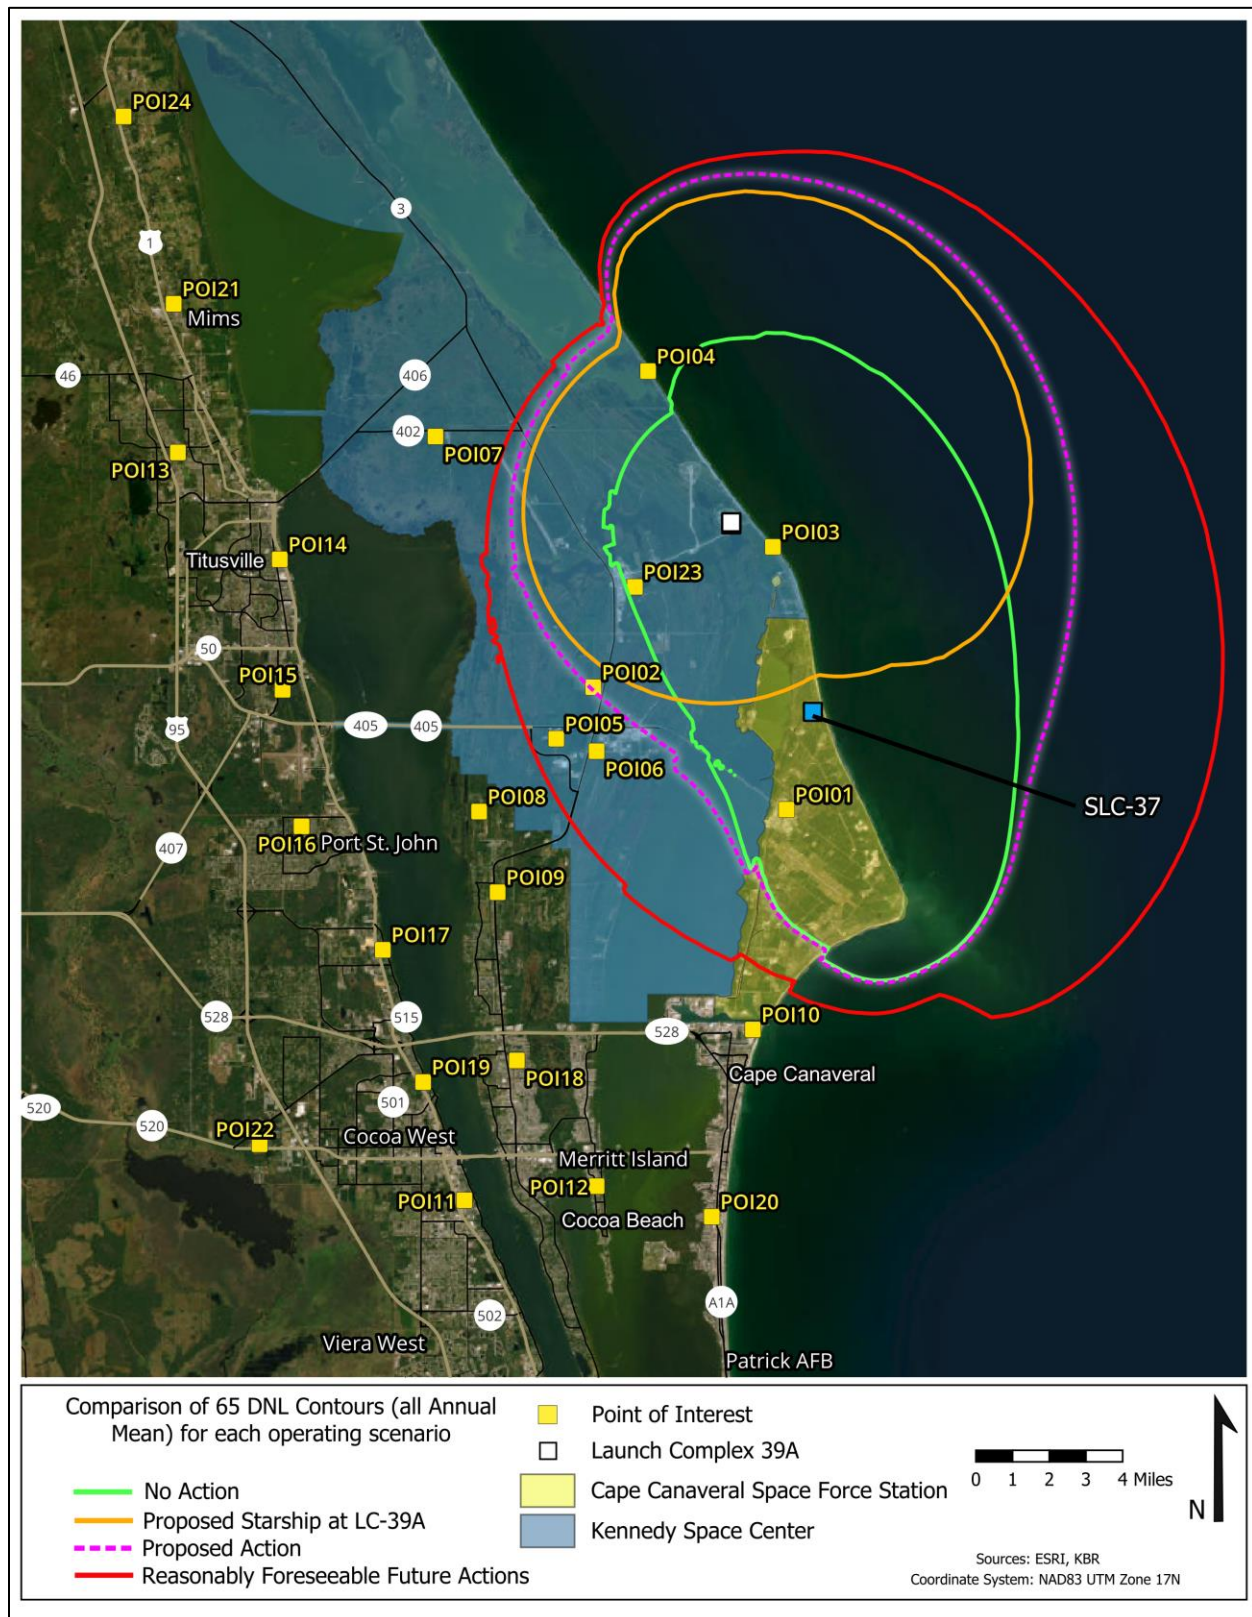 POI24
3
1
POI21
Mims
POI04
46
406
402
POI07
POI13
POI03
POI14
Titusville
POI23
50
POI02
POI15
95
405
405
POI05
POI06
SLC-37
POI01
POI08
POI16
Port St. John
407
POI09
POI17
528
515
528
POI10
POI18
Cape Canaveral
POI19
501
520
520
POI22
Cocoa West
Merritt Island
POI11
POI12
POI20
Cocoa Beach
A1A
502
Viera West
Patrick AFB
Comparison of 65 DNL Contours (all Annual
Mean) for each operating scenario
No Action
Proposed Starship at LC-39A
Proposed Action
Reasonably Foreseeable Future Actions
Point of Interest
Launch Complex 39A
Cape Canaveral Space Force Station
Kennedy Space Center
0 1 2 3 4 Miles
N
Sources: ESRI, KBR
Coordinate System: NAD83 UTM Zone 17N